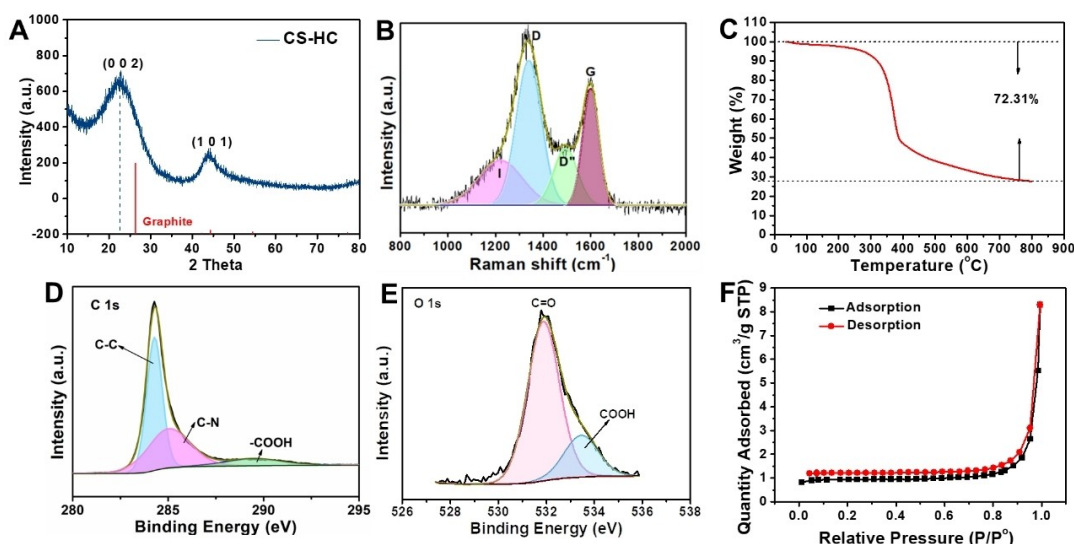 A
CS-HC
(0 0 2)
(1 0 1)
Graphite
Intensity (a.u.)
1000
800
600
400
200
0
-200
10 20 30 40 50 60 70 80
2 Theta
B
D
G
I
D"
Intensity (a.u.)
800 1000 1200 1400 1600 1800 2000
Raman shift (cm-1)
C
72.31%
Weight (%)
110
100
90
80
70
60
50
40
30
20
10
0 100 200 300 400 500 600 700 800 900
Temperature (°C)
D
C 1s
C-C
C-N
-COOH
Intensity (a.u.)
280 285 290 295
Binding Energy (eV)
E
O 1s
C=O
COOH
Intensity (a.u.)
526 528 530 532 534 536 538
Binding Energy (eV)
F
Adsorption
Desorption
Quantity Adsorbed (cm3/g STP)
9
8
7
6
5
4
3
2
1
0
0.0 0.2 0.4 0.6 0.8 1.0
Relative Pressure (P/Po)